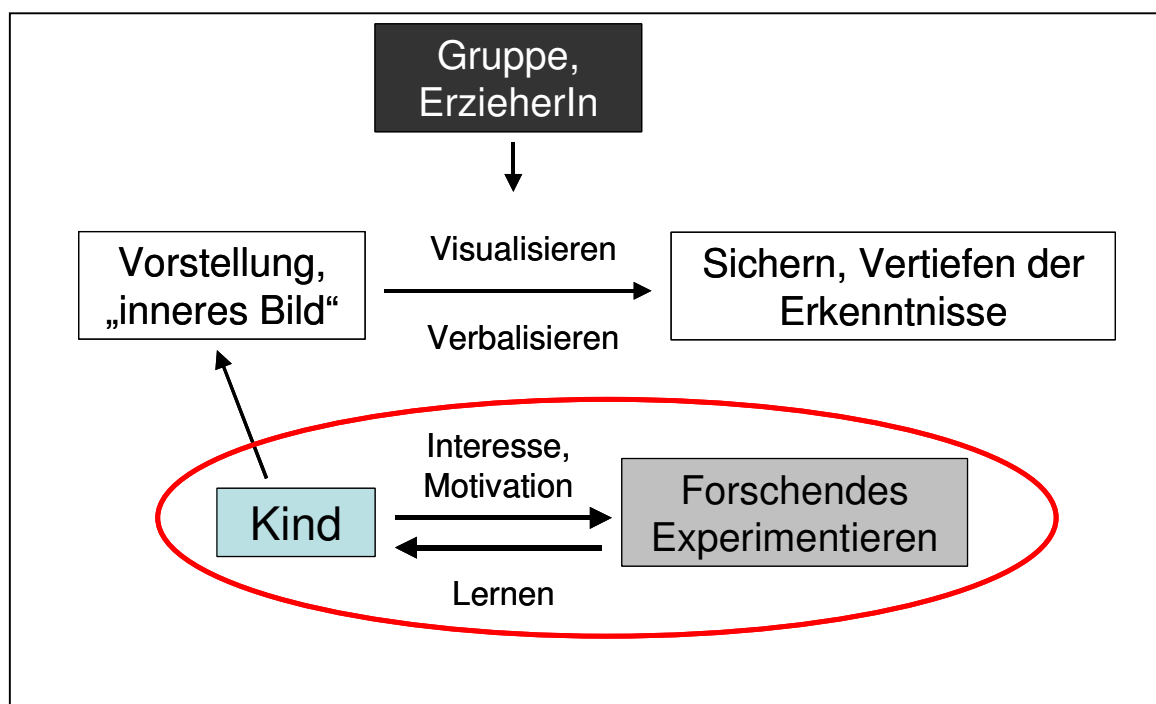 Gruppe,
ErzieherIn
Vorstellung,
„inneres Bild“
Visualisieren
Verbalisieren
Sichern, Vertiefen der
Erkenntnisse
Interesse,
Motivation
Kind
Forschendes
Experimentieren
Lernen